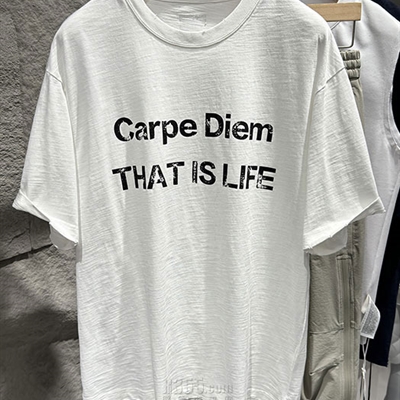 Carpe Diem
THAT IS LIFE